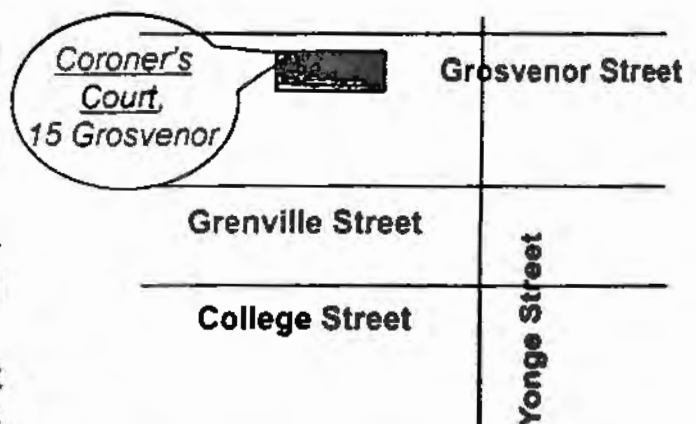 Coroner's
Court,
15 Grosvenor
Grosvenor Street
Grenville Street
College Street
Yonge Street